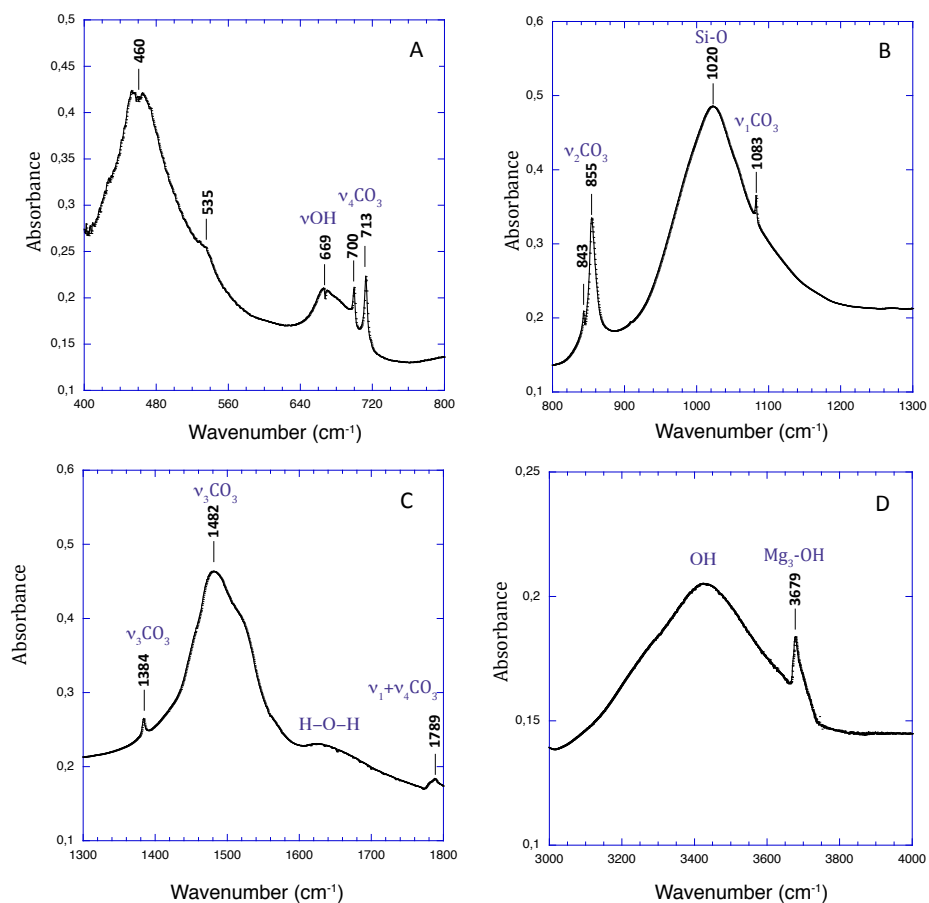 A
0,5
0,45
0,4
0,35
0,3
0,25
0,2
0,15
0,1
400
480
560
640
720
800
Absorbance
Wavenumber (cm⁻¹)
460
535
νOH
669
700
ν₄CO₃
713
B
0,6
0,5
0,4
0,3
0,2
0,1
800
900
1000
1100
1200
1300
Absorbance
Wavenumber (cm⁻¹)
ν₂CO₃
843
855
Si-O
1020
ν₁CO₃
1083
C
0,6
0,5
0,4
0,3
0,2
0,1
1300
1400
1500
1600
1700
1800
Absorbance
Wavenumber (cm⁻¹)
ν₃CO₃
1384
ν₃CO₃
1482
H–O–H
ν₁+ν₄CO₃
1789
D
0,25
0,2
0,15
0,1
3000
3200
3400
3600
3800
4000
Absorbance
Wavenumber (cm⁻¹)
OH
Mg₃-OH
3679